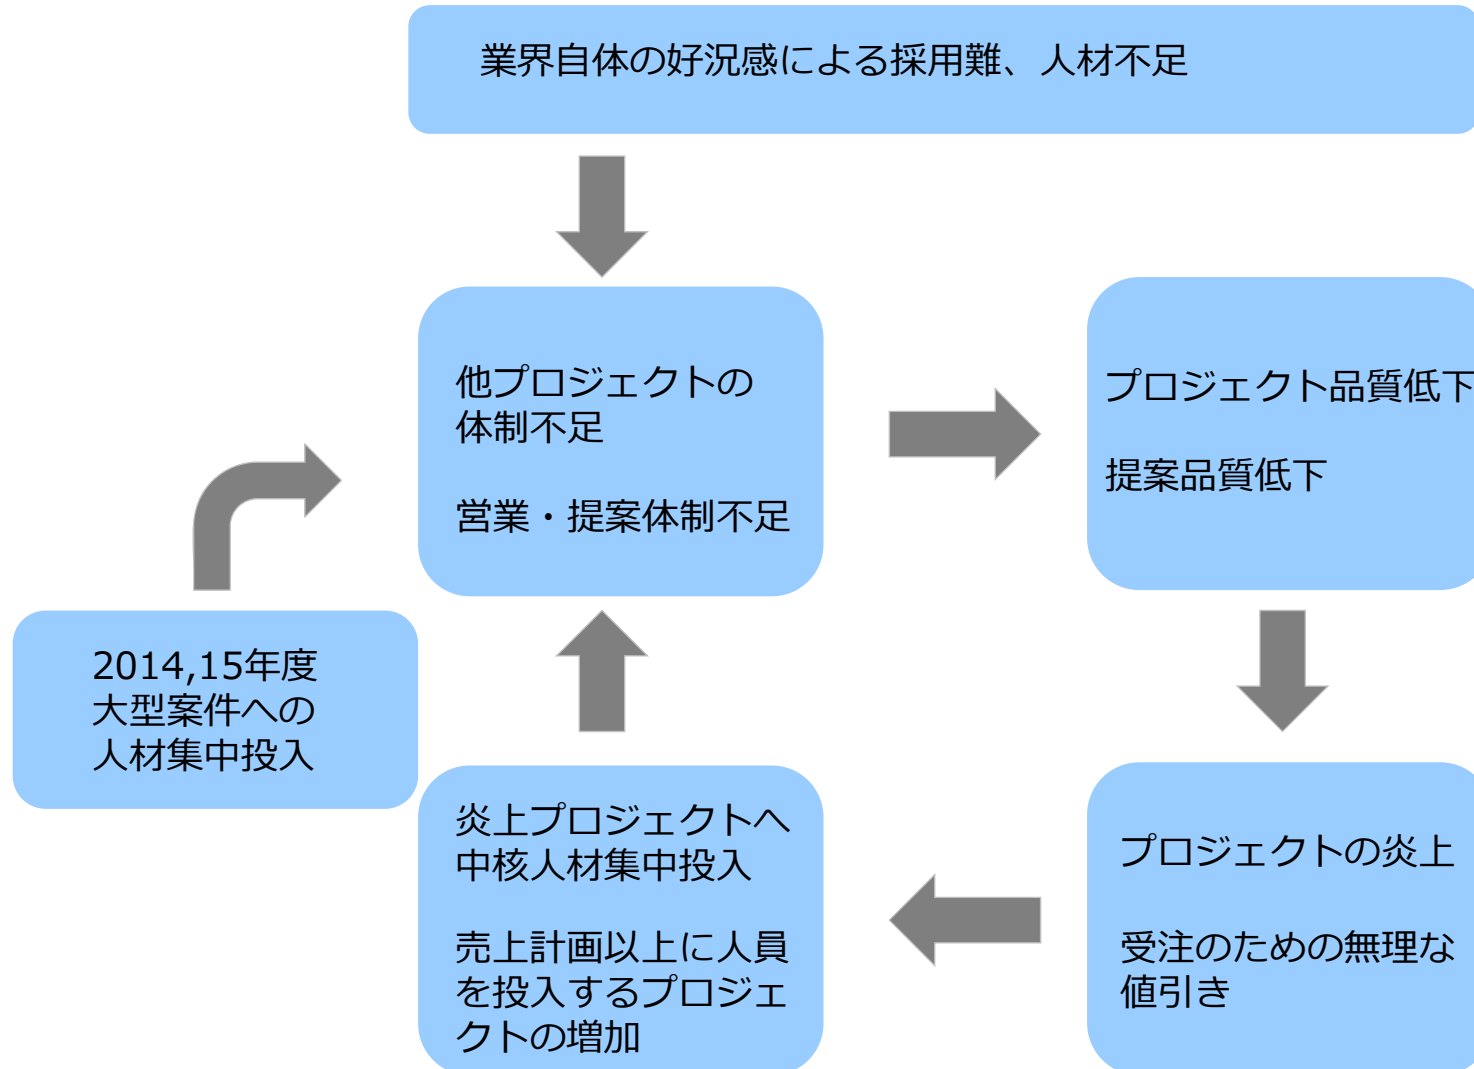 業界自体の好況感による採用難、人材不足
他プロジェクトの
体制不足
営業・提案体制不足
プロジェクト品質低下
提案品質低下
2014,15年度
大型案件への
人材集中投入
炎上プロジェクトへ
中核人材集中投入
売上計画以上に人員
を投入するプロジェ
クトの増加
プロジェクトの炎上
受注のための無理な
値引き